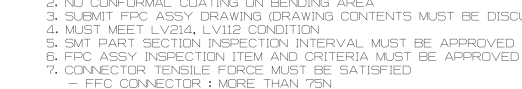 2. NO CONFORMAL COATING ON BENDING AREA
3. SUBMIT FPC ASSY DRAWING (DRAWING CONTENTS MUST BE
4. MUST MEET LV214, LV112 CONDITION
5. SMT PART SECTION INSPECTION INTERVAL MUST BE APPROVED
6. FPC ASSY INSPECTION ITEM AND CRITERIA MUST BE APPROVED
7. CONNECTOR TENSILE FORCE MUST BE SATISFIED
- FFC CONNECTOR : MORE THAN 75N